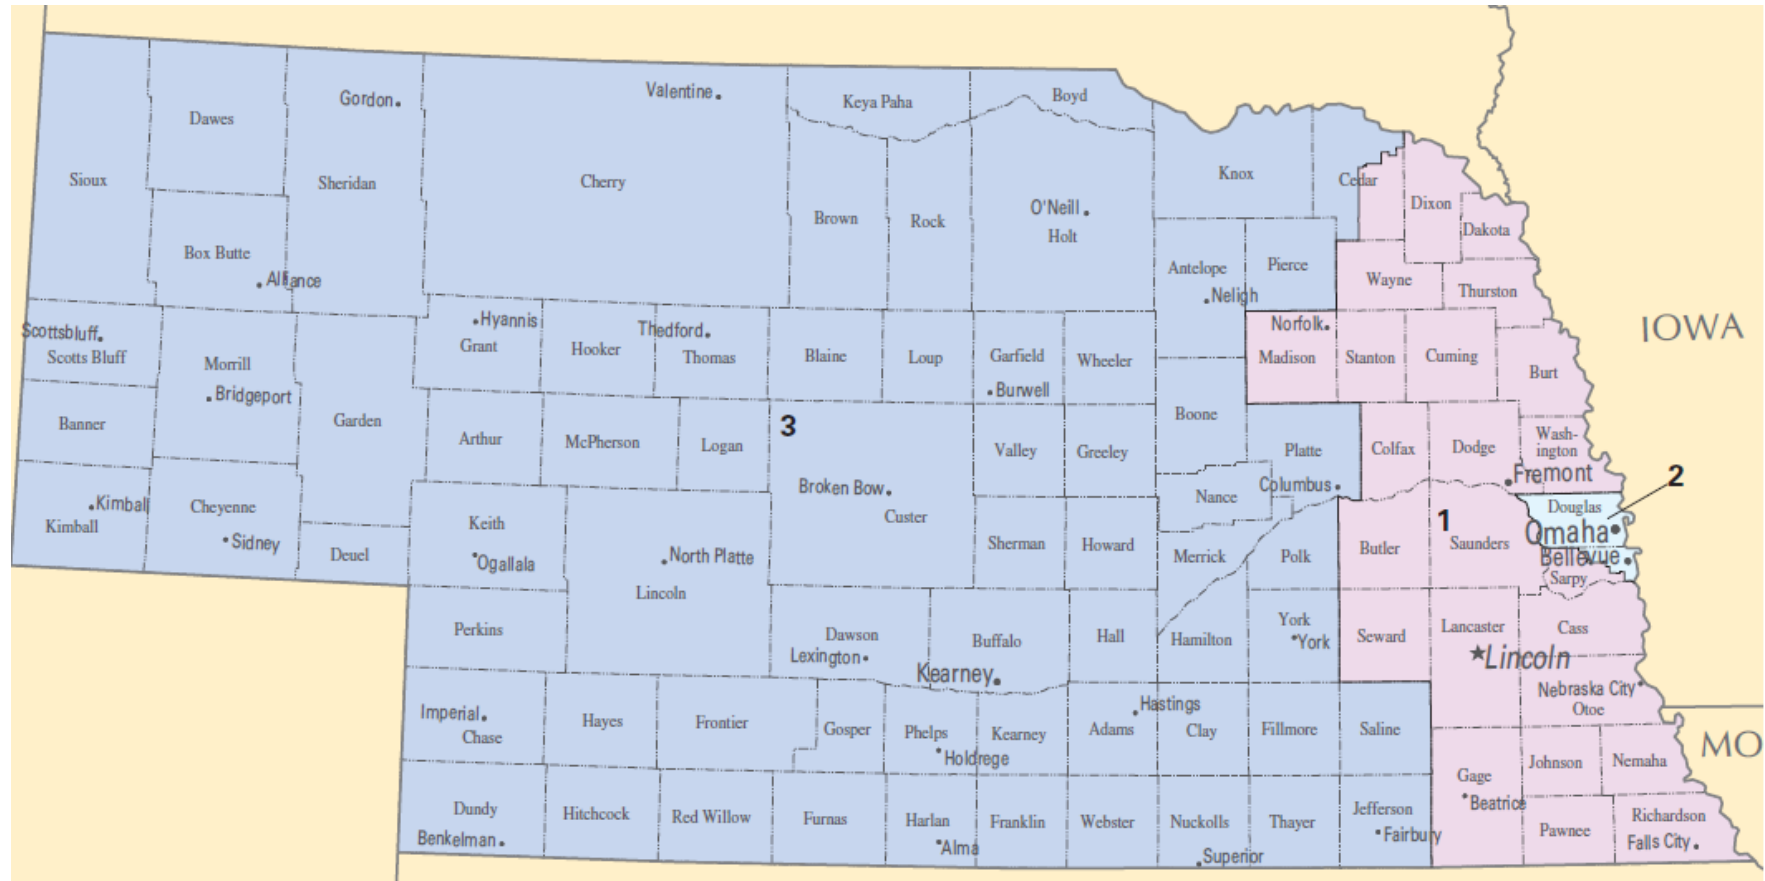 Gordon
Valentine
Keya Paha
Boyd
Dawes
Sioux
Sheridan
Cherry
Knox
Cedar
Brown
Rock
O'Neill
Holt
Dixon
Dakota
Box Butte
Alliance
Antelope
Neligh
Pierce
Wayne
Thurston
Scottsbluff
Scotts Bluff
Morrill
Bridgeport
Hyannis
Grant
Hooker
Thedford
Thomas
Blaine
Loup
Garfield
Burwell
Wheeler
Norfolk
Madison
Stanton
Cuming
Burt
IOWA
Banner
Garden
Arthur
McPherson
Logan
3
Valley
Greeley
Boone
Platte
Columbus
Colfax
Dodge
Wash-
ington
Fremont
2
Kimbal
Kimball
Cheyenne
Sidney
Deuel
Keith
Ogallala
North Platte
Lincoln
Broken Bow
Custer
Sherman
Howard
Nance
Merrick
Polk
Butler
1
Saunders
Douglas
Omaha
Bellevue
Sarpy
Perkins
Dawson
Lexington
Buffalo
Kearney
Hall
Hamilton
York
York
Seward
Lancaster
Lincoln
Cass
Nebraska City
Otoe
Imperial
Chase
Hayes
Frontier
Gosper
Phelps
Holdrege
Kearney
Adams
Hastings
Clay
Fillmore
Saline
Gage
Beatrice
Johnson
Nemaha
MO
Dundy
Benkelman
Hitchcock
Red Willow
Furnas
Harlan
Alma
Franklin
Webster
Nuckolls
Superior
Thayer
Jefferson
Fairbury
Pawnee
Richardson
Falls City